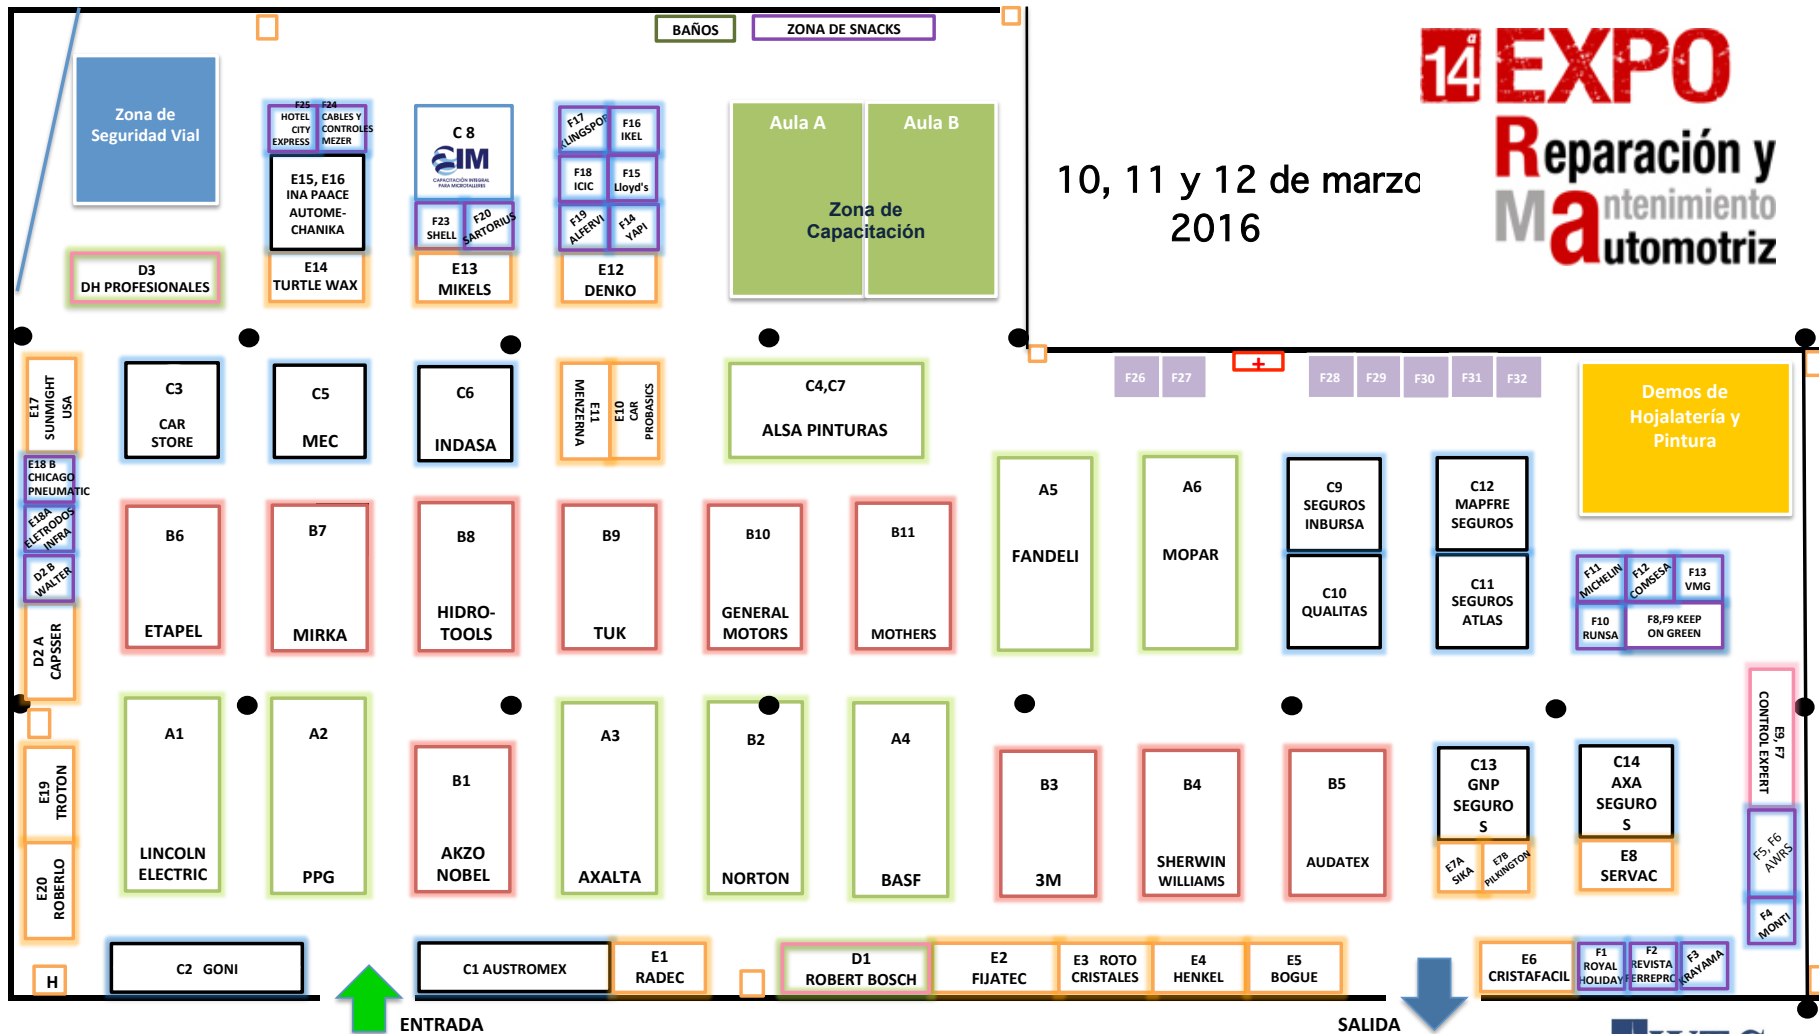 BAÑOS
ZONA DE SNACKS
14ª EXPO
Reparación y
Mantenimiento
automotriz
10, 11 y 12 de marzo
2016
Zona de
Seguridad Vial
F25
HOTEL
CITY
EXPRESS
F24
CABLES Y
CONTROLES
MEZER
E15, E16
INA PAACE
AUTOME-
CHANIKA
E14
TURTLE WAX
D3
DH PROFESIONALES
C 8
CIM
CAPACITACIÓN INTEGRAL
PARA MICROTALLERES
F23
SHELL
F20
SARTORIUS
E13
MIKELS
F17
KLINGSPOR
F16
IKEL
F18
ICIC
F15
Lloyd's
F19
ALFERVI
F14
YAPI
E12
DENKO
Aula A
Aula B
Zona de
Capacitación
E17
SUNMIGHT
USA
C3
CAR
STORE
C5
MEC
C6
INDASA
E11
MENZERNA
E10
CAR
PROBASICS
C4,C7
ALSA PINTURAS
F26
F27
+
F28
F29
F30
F31
F32
Demos de
Hojalatería y
Pintura
E18 B
CHICAGO
PNEUMATIC
E18A
ELETRODOS
INFRA
D2 B
WALTER
D2 A
CAPSSER
B6
ETAPEL
B7
MIRKA
B8
HIDRO-
TOOLS
B9
TUK
B10
GENERAL
MOTORS
B11
MOTHERS
A5
FANDELI
A6
MOPAR
C9
SEGUROS
INBURSA
C10
QUALITAS
C12
MAPFRE
SEGUROS
C11
SEGUROS
ATLAS
F11
MICHELIN
F12
COMSESA
F13
VMG
F10
RUNSA
F8,F9 KEEP
ON GREEN
E19
TROTON
E20
ROBERLO
A1
LINCOLN
ELECTRIC
A2
PPG
B1
AKZO
NOBEL
A3
AXALTA
B2
NORTON
A4
BASF
B3
3M
B4
SHERWIN
WILLIAMS
B5
AUDATEX
C13
GNP
SEGURO
S
E7A
SIKA
E7B
PILKINGTON
C14
AXA
SEGURO
S
E8
SERVAC
E9, F7
CONTROL EXPERT
F5, F6
AWRS
F4
MONTI
H
C2 GONI
C1 AUSTROMEX
E1
RADEC
D1
ROBERT BOSCH
E2
FIJATEC
E3 ROTO
CRISTALES
E4
HENKEL
E5
BOGUE
E6
CRISTAFACIL
F1
ROYAL
HOLIDAY
F2
REVISTA
FERREPRO
F3
KRAYAMA
ENTRADA
SALIDA